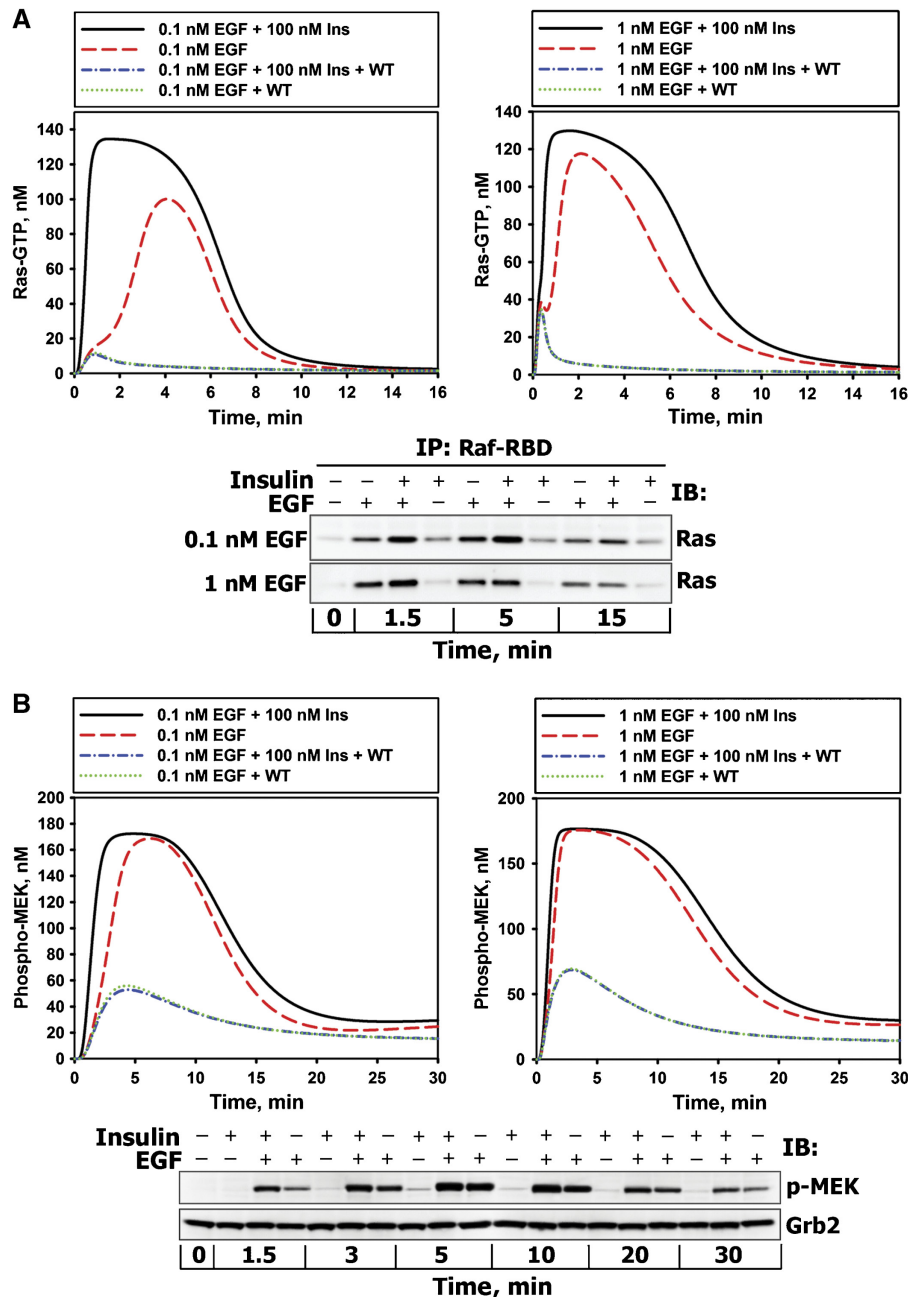 A
0.1 nM EGF + 100 nM Ins
0.1 nM EGF
0.1 nM EGF + 100 nM Ins + WT
0.1 nM EGF + WT
1 nM EGF + 100 nM Ins
1 nM EGF
1 nM EGF + 100 nM Ins + WT
1 nM EGF + WT
Ras-GTP, nM
140
120
100
80
60
40
20
0
0 2 4 6 8 10 12 14 16
Time, min
Ras-GTP, nM
140
120
100
80
60
40
20
0
0 2 4 6 8 10 12 14 16
Time, min
IP: Raf-RBD
Insulin − − + + − + + − + +
EGF − + + − + + − + + −
IB:
0.1 nM EGF Ras
1 nM EGF Ras
0 1.5 5 15
Time, min
B
0.1 nM EGF + 100 nM Ins
0.1 nM EGF
0.1 nM EGF + 100 nM Ins + WT
0.1 nM EGF + WT
1 nM EGF + 100 nM Ins
1 nM EGF
1 nM EGF + 100 nM Ins + WT
1 nM EGF + WT
Phospho-MEK, nM
200
180
160
140
120
100
80
60
40
20
0
0 5 10 15 20 25 30
Time, min
Phospho-MEK, nM
200
150
100
50
0
0 5 10 15 20 25 30
Time, min
Insulin − + + − + + − + + − + + − + + − + + −
EGF − − + + − + + − + + − + + − + + − + +
IB:
p-MEK
Grb2
0 1.5 3 5 10 20 30
Time, min